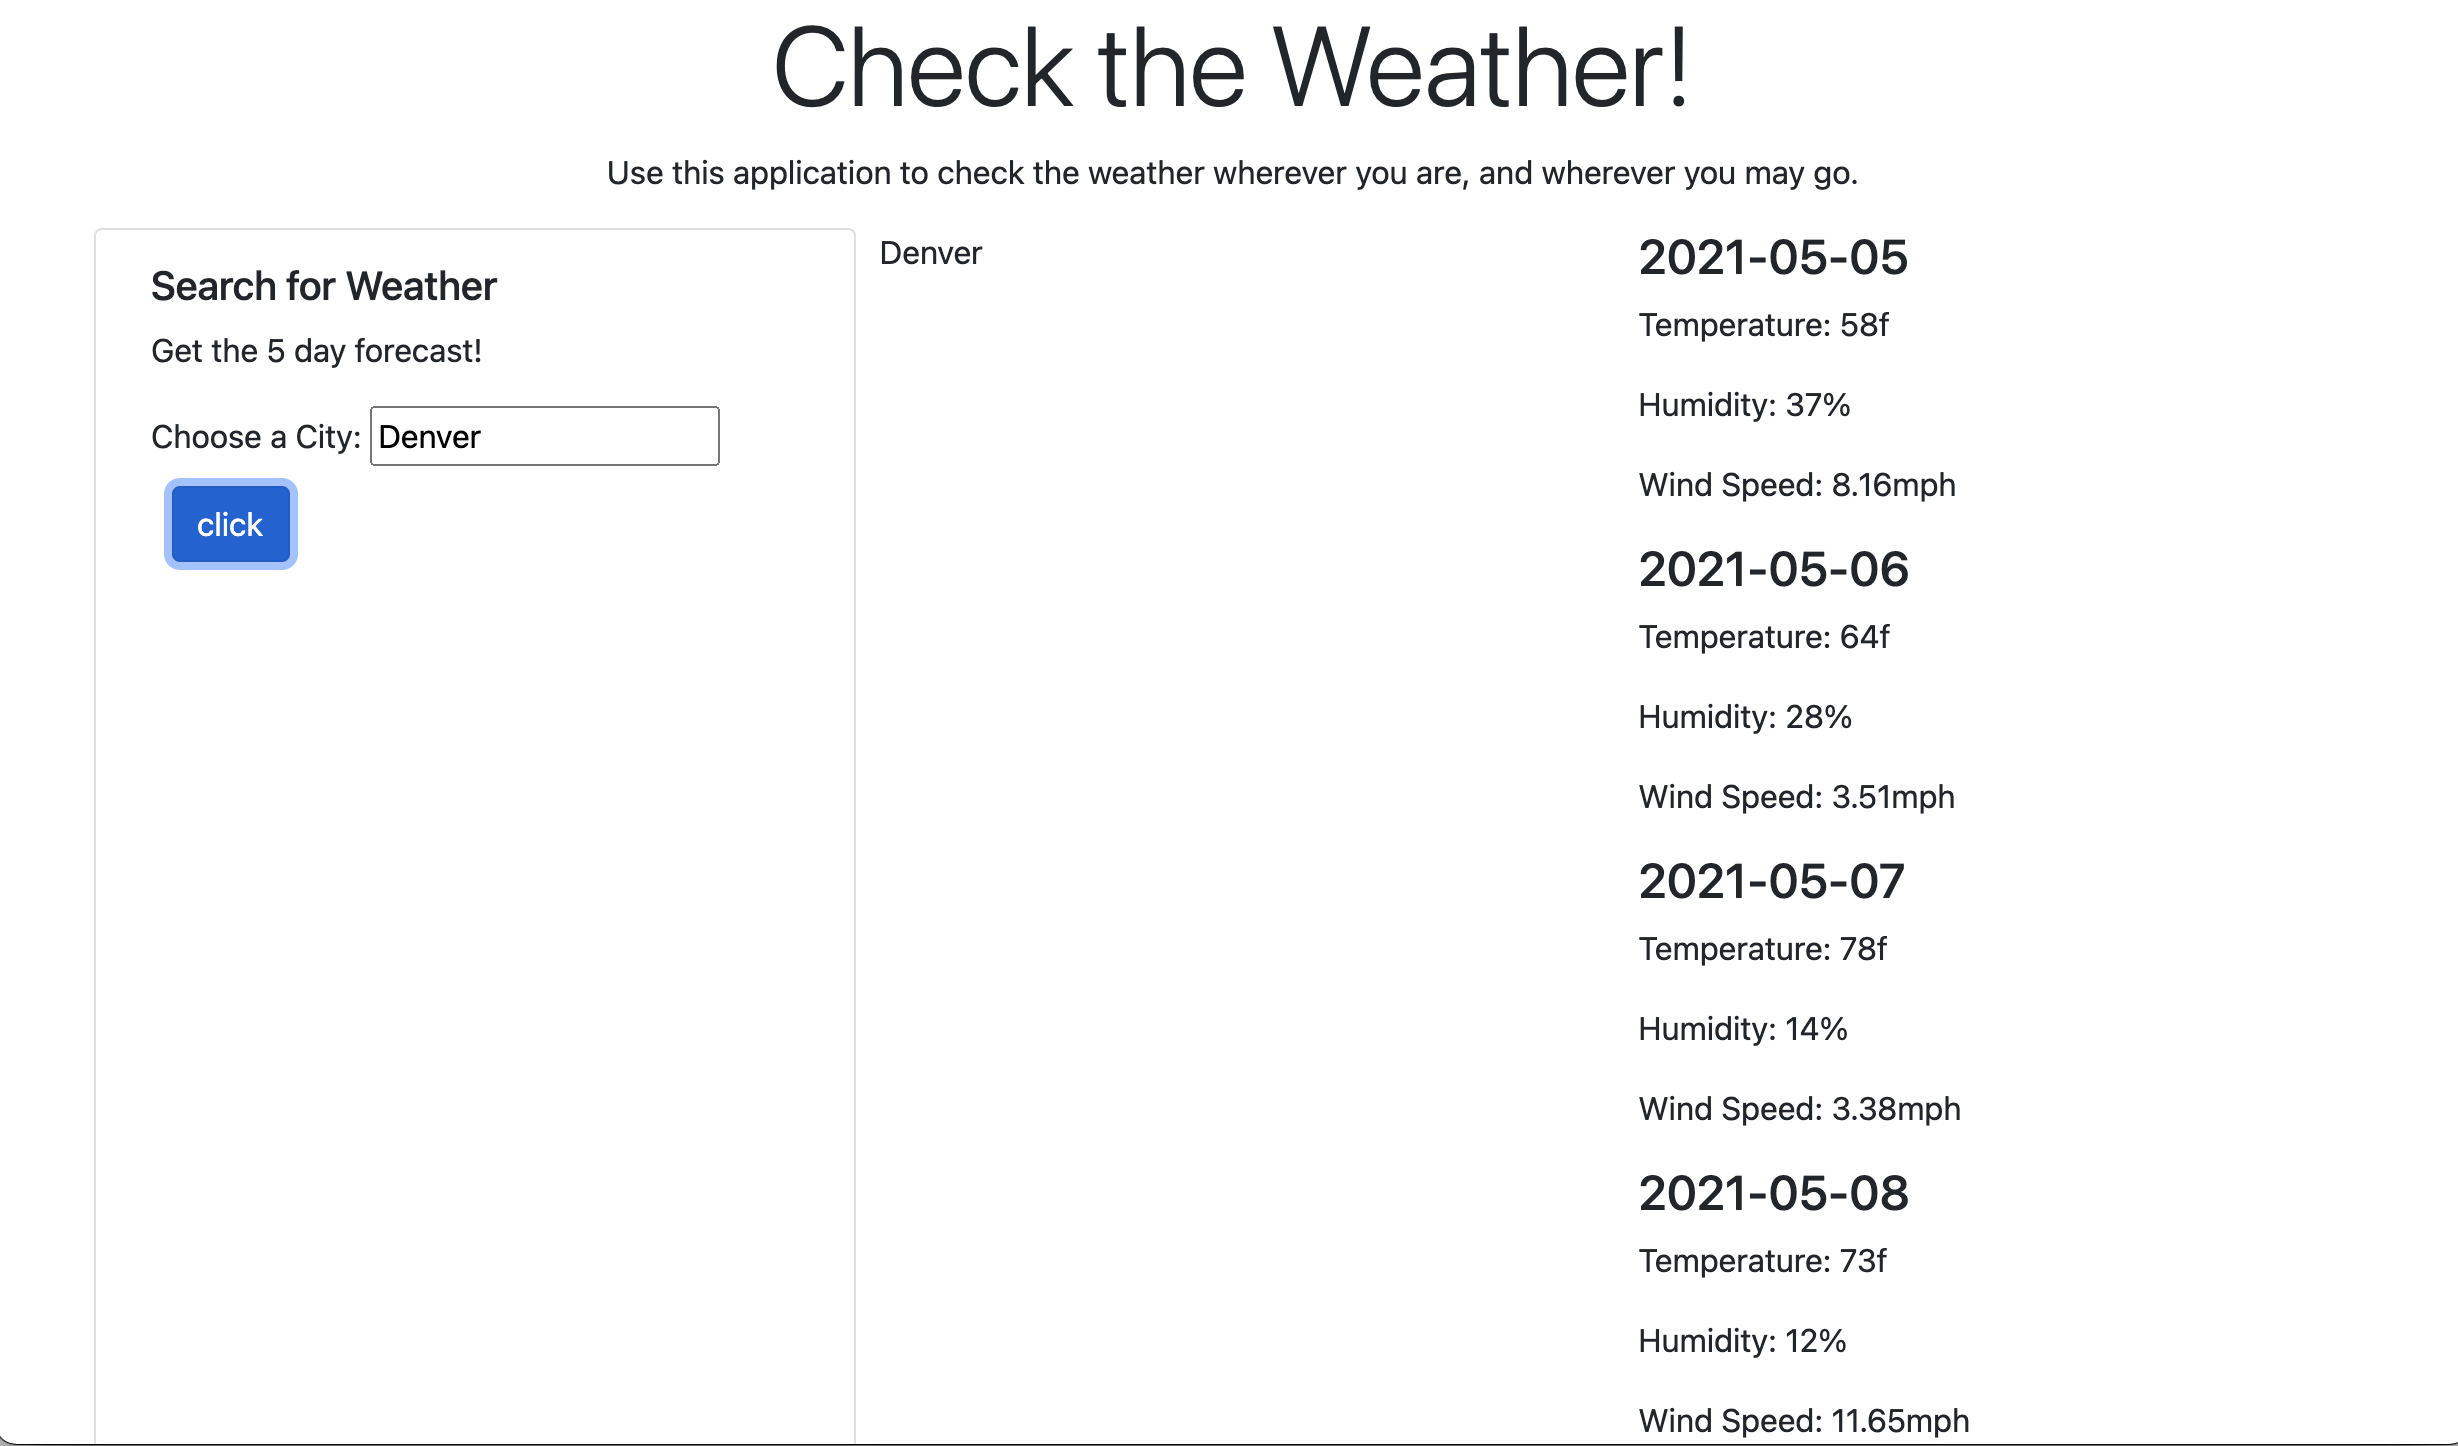 Check the Weather!
Use this application to check the weather wherever you are, and wherever you may go.
Search for Weather
Get the 5 day forecast!
Choose a City: Denver
click
Denver
2021-05-05
Temperature: 58f
Humidity: 37%
Wind Speed: 8.16mph
2021-05-06
Temperature: 64f
Humidity: 28%
Wind Speed: 3.51mph
2021-05-07
Temperature: 78f
Humidity: 14%
Wind Speed: 3.38mph
2021-05-08
Temperature: 73f
Humidity: 12%
Wind Speed: 11.65mph